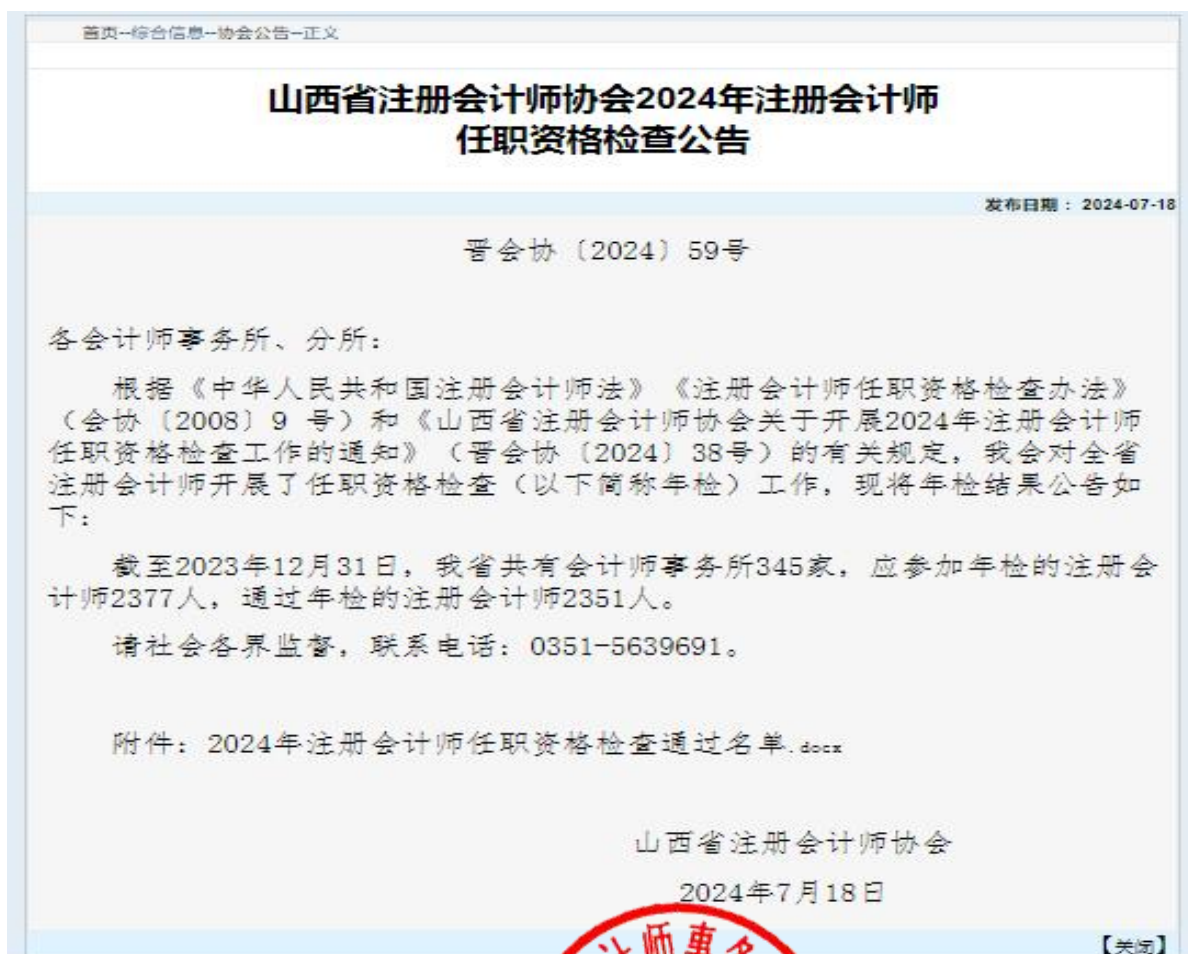 首页--综合信息--协会公告--正文
山西省注册会计师协会2024年注册会计师
任职资格检查公告
发布日期： 2024-07-18
晋会协〔2024〕59号
各会计师事务所、分所：
根据《中华人民共和国注册会计师法》《注册会计师任职资格检查办法》
（会协〔2008〕9 号）和《山西省注册会计师协会关于开展2024年注册会计师
任职资格检查工作的通知》（晋会协〔2024〕38号）的有关规定，我会对全省
注册会计师开展了任职资格检查（以下简称年检）工作，现将年检结果公告如
下：
截至2023年12月31日，我省共有会计师事务所345家，应参加年检的注册会
计师2377人，通过年检的注册会计师2351人。
请社会各界监督，联系电话：0351-5639691。
附件：2024年注册会计师任职资格检查通过名单.docx
山西省注册会计师协会
2024年7月18日
师事
【关闭】